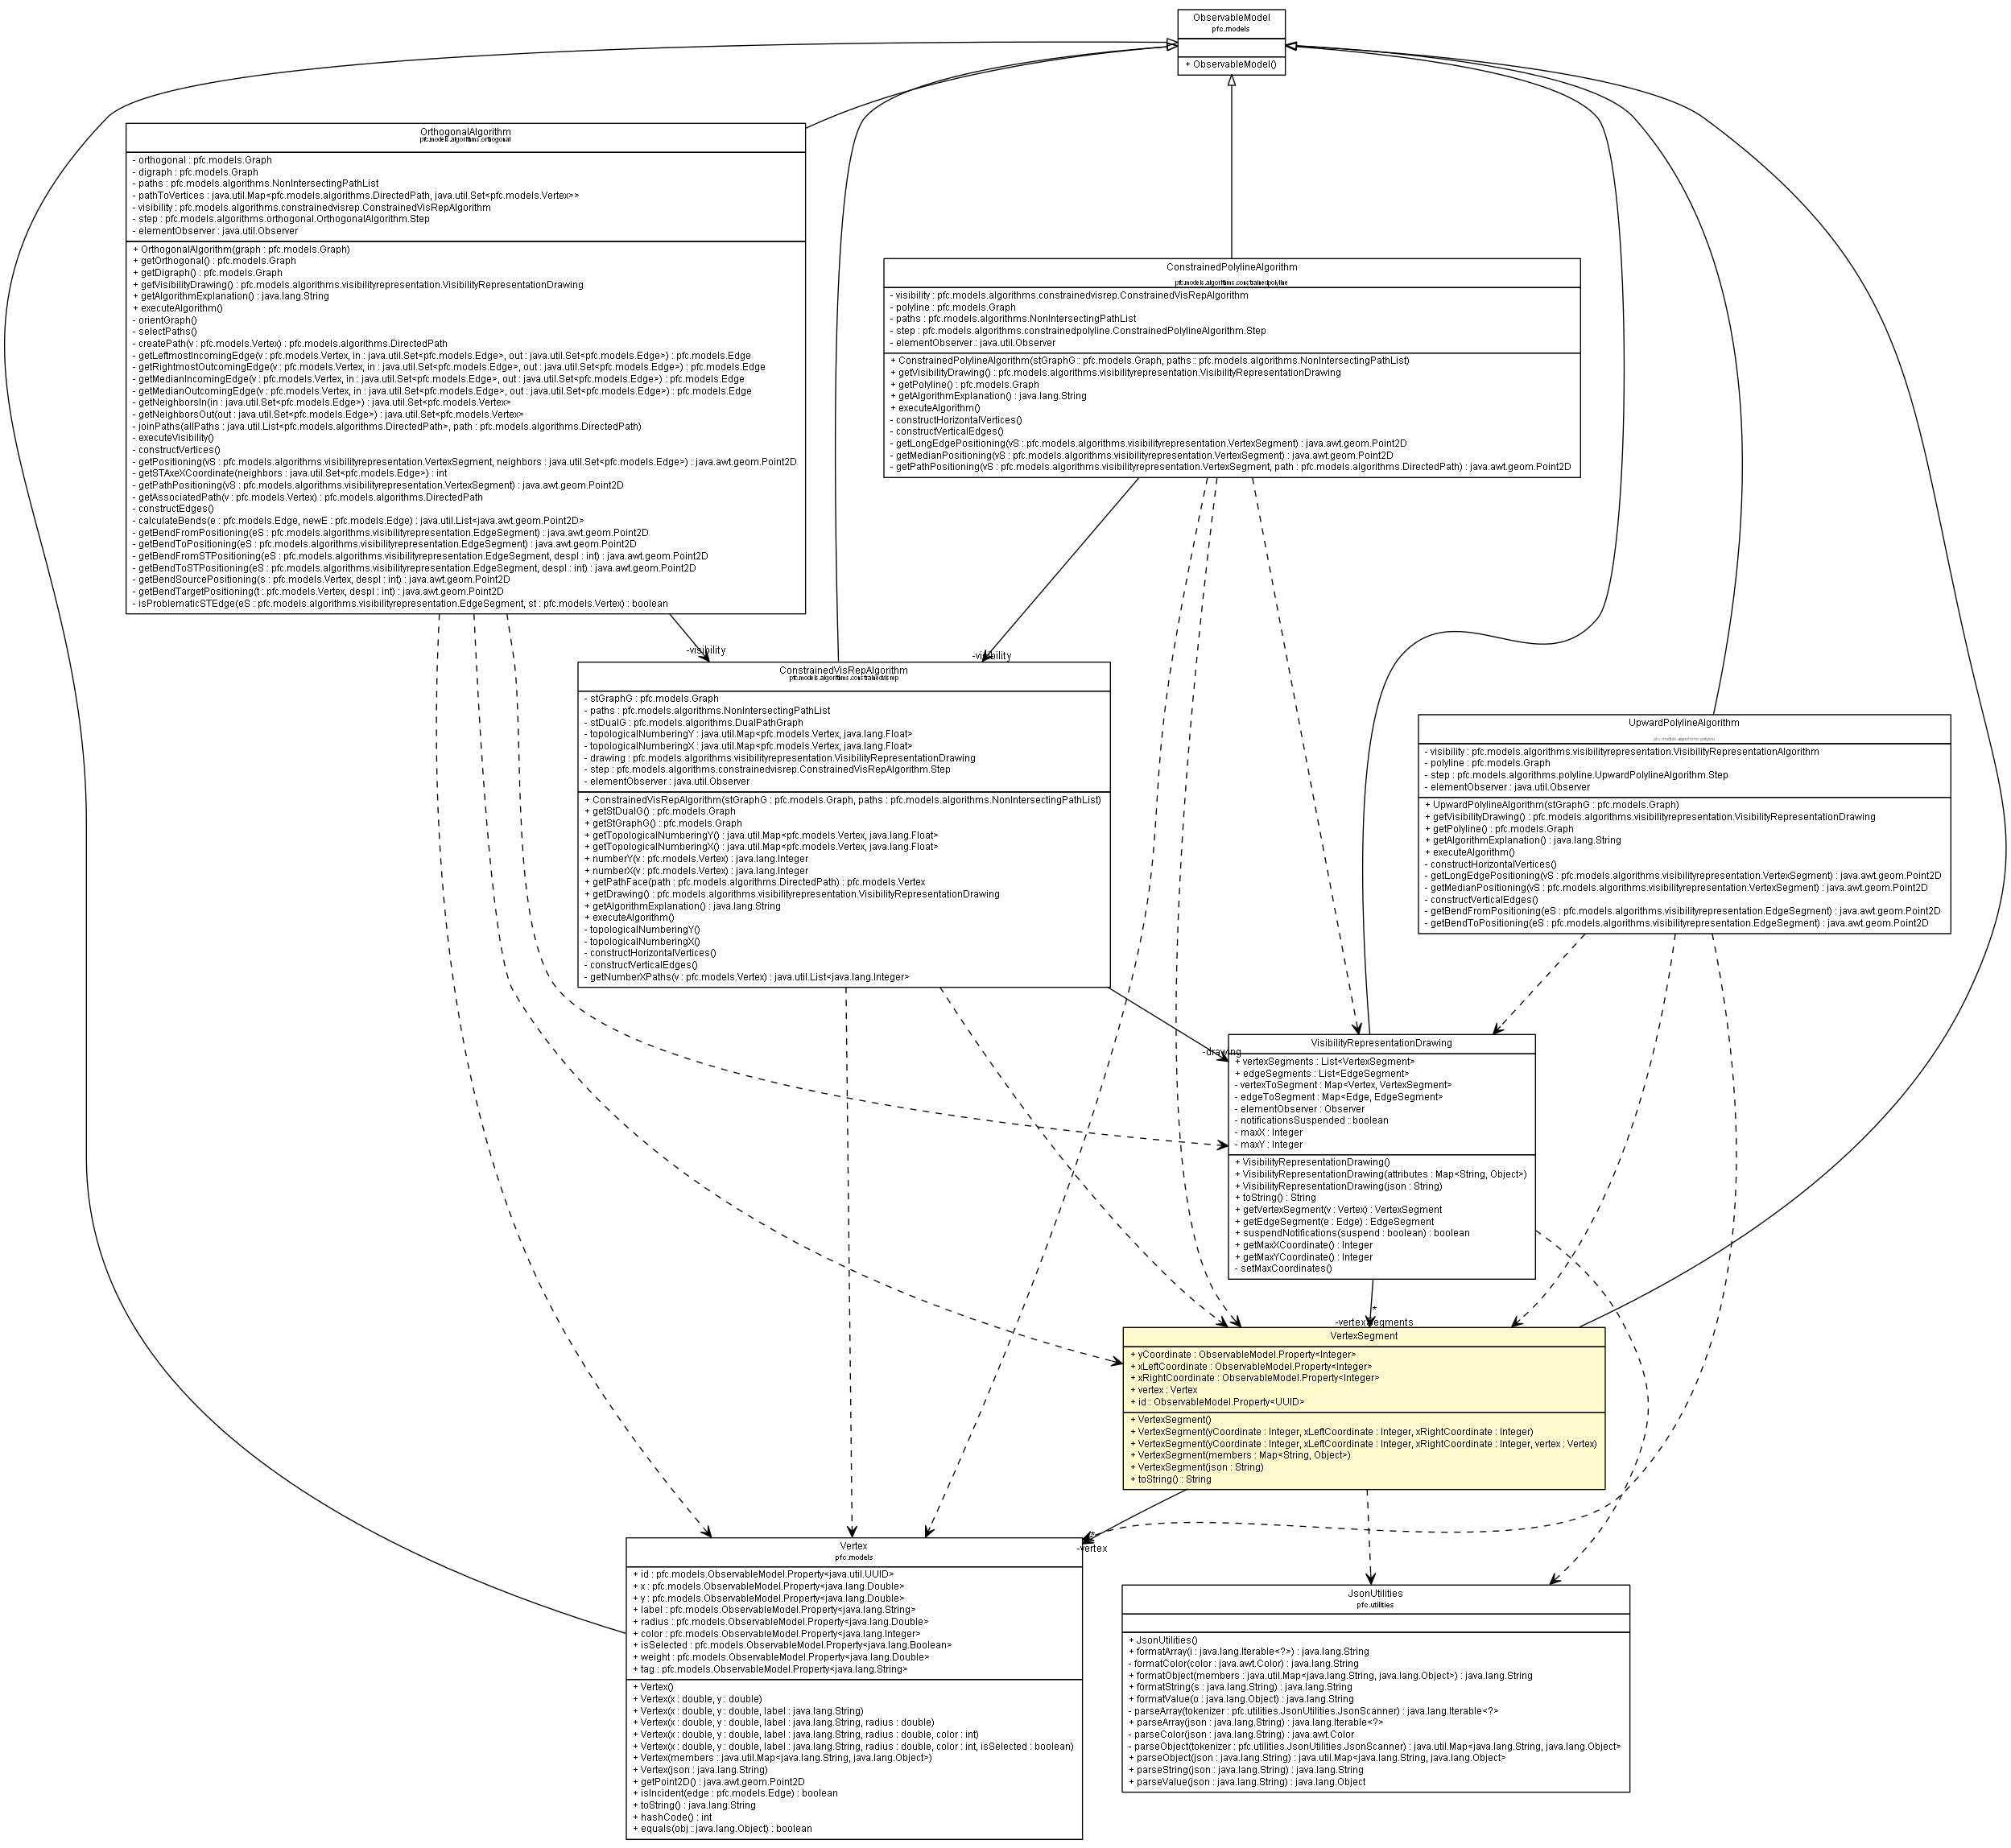 ObservableModel
pfc.models
+ ObservableModel()
OrthogonalAlgorithm
pfc.models.algorithms.orthogonal
- orthogonal : pfc.models.Graph
- digraph : pfc.models.Graph
- paths : pfc.models.algorithms.NonIntersectingPathList
- pathToVertices : java.util.Map<pfc.models.algorithms.DirectedPath, java.util.Set<pfc.models.Vertex>>
- visibility : pfc.models.algorithms.constrainedvisrep.ConstrainedVisRepAlgorithm
- step : pfc.models.algorithms.orthogonal.OrthogonalAlgorithm.Step
- elementObserver : java.util.Observer
+ OrthogonalAlgorithm(graph : pfc.models.Graph)
+ getOrthogonal() : pfc.models.Graph
+ getDigraph() : pfc.models.Graph
+ getVisibilityDrawing() : pfc.models.algorithms.visibilityrepresentation.VisibilityRepresentationDrawing
+ getAlgorithmExplanation() : java.lang.String
+ executeAlgorithm()
- orientGraph()
- selectPaths()
- createPath(v : pfc.models.Vertex) : pfc.models.algorithms.DirectedPath
- getLeftmostIncomingEdge(v : pfc.models.Vertex, in : java.util.Set<pfc.models.Edge>, out : java.util.Set<pfc.models.Edge>) : pfc.models.Edge
- getRightmostOutcomingEdge(v : pfc.models.Vertex, in : java.util.Set<pfc.models.Edge>, out : java.util.Set<pfc.models.Edge>) : pfc.models.Edge
- getMedianIncomingEdge(v : pfc.models.Vertex, in : java.util.Set<pfc.models.Edge>, out : java.util.Set<pfc.models.Edge>) : pfc.models.Edge
- getMedianOutcomingEdge(v : pfc.models.Vertex, in : java.util.Set<pfc.models.Edge>, out : java.util.Set<pfc.models.Edge>) : pfc.models.Edge
- getNeighborsIn(in : java.util.Set<pfc.models.Edge>) : java.util.Set<pfc.models.Vertex>
- getNeighborsOut(out : java.util.Set<pfc.models.Edge>) : java.util.Set<pfc.models.Vertex>
- joinPaths(allPaths : java.util.List<pfc.models.algorithms.DirectedPath>, path : pfc.models.algorithms.DirectedPath)
- executeVisibility()
- constructVertices()
- getPositioning(vS : pfc.models.algorithms.visibilityrepresentation.VertexSegment, neighbors : java.util.Set<pfc.models.Edge>) : java.awt.geom.Point2D
- getSTAxeXCoordinate(neighbors : java.util.Set<pfc.models.Edge>) : int
- getPathPositioning(vS : pfc.models.algorithms.visibilityrepresentation.VertexSegment) : java.awt.geom.Point2D
- getAssociatedPath(v : pfc.models.Vertex) : pfc.models.algorithms.DirectedPath
- constructEdges()
- calculateBends(e : pfc.models.Edge, newE : pfc.models.Edge) : java.util.List<java.awt.geom.Point2D>
- getBendFromPositioning(eS : pfc.models.algorithms.visibilityrepresentation.EdgeSegment) : java.awt.geom.Point2D
- getBendToPositioning(eS : pfc.models.algorithms.visibilityrepresentation.EdgeSegment) : java.awt.geom.Point2D
- getBendFromSTPositioning(eS : pfc.models.algorithms.visibilityrepresentation.EdgeSegment, despl : int) : java.awt.geom.Point2D
- getBendToSTPositioning(eS : pfc.models.algorithms.visibilityrepresentation.EdgeSegment, despl : int) : java.awt.geom.Point2D
- getBendSourcePositioning(s : pfc.models.Vertex, despl : int) : java.awt.geom.Point2D
- getBendTargetPositioning(t : pfc.models.Vertex, despl : int) : java.awt.geom.Point2D
- isProblematicSTEdge(eS : pfc.models.algorithms.visibilityrepresentation.EdgeSegment, st : pfc.models.Vertex) : boolean
ConstrainedPolylineAlgorithm
pfc.models.algorithms.constrainedpolyline
- visibility : pfc.models.algorithms.constrainedvisrep.ConstrainedVisRepAlgorithm
- polyline : pfc.models.Graph
- paths : pfc.models.algorithms.NonIntersectingPathList
- step : pfc.models.algorithms.constrainedpolyline.ConstrainedPolylineAlgorithm.Step
- elementObserver : java.util.Observer
+ ConstrainedPolylineAlgorithm(stGraphG : pfc.models.Graph, paths : pfc.models.algorithms.NonIntersectingPathList)
+ getVisibilityDrawing() : pfc.models.algorithms.visibilityrepresentation.VisibilityRepresentationDrawing
+ getPolyline() : pfc.models.Graph
+ getAlgorithmExplanation() : java.lang.String
+ executeAlgorithm()
- constructHorizontalVertices()
- constructVerticalEdges()
- getLongEdgePositioning(vS : pfc.models.algorithms.visibilityrepresentation.VertexSegment) : java.awt.geom.Point2D
- getMedianPositioning(vS : pfc.models.algorithms.visibilityrepresentation.VertexSegment) : java.awt.geom.Point2D
- getPathPositioning(vS : pfc.models.algorithms.visibilityrepresentation.VertexSegment, path : pfc.models.algorithms.DirectedPath) : java.awt.geom.Point2D
-visibility
-visibility
ConstrainedVisRepAlgorithm
pfc.models.algorithms.constrainedvisrep
- stGraphG : pfc.models.Graph
- paths : pfc.models.algorithms.NonIntersectingPathList
- stDualG : pfc.models.algorithms.DualPathGraph
- topologicalNumberingY : java.util.Map<pfc.models.Vertex, java.lang.Float>
- topologicalNumberingX : java.util.Map<pfc.models.Vertex, java.lang.Float>
- drawing : pfc.models.algorithms.visibilityrepresentation.VisibilityRepresentationDrawing
- step : pfc.models.algorithms.constrainedvisrep.ConstrainedVisRepAlgorithm.Step
- elementObserver : java.util.Observer
+ ConstrainedVisRepAlgorithm(stGraphG : pfc.models.Graph, paths : pfc.models.algorithms.NonIntersectingPathList)
+ getStDualG() : pfc.models.Graph
+ getStGraphG() : pfc.models.Graph
+ getTopologicalNumberingY() : java.util.Map<pfc.models.Vertex, java.lang.Float>
+ getTopologicalNumberingX() : java.util.Map<pfc.models.Vertex, java.lang.Float>
+ numberY(v : pfc.models.Vertex) : java.lang.Integer
+ numberX(v : pfc.models.Vertex) : java.lang.Integer
+ getPathFace(path : pfc.models.algorithms.DirectedPath) : pfc.models.Vertex
+ getDrawing() : pfc.models.algorithms.visibilityrepresentation.VisibilityRepresentationDrawing
+ getAlgorithmExplanation() : java.lang.String
+ executeAlgorithm()
- topologicalNumberingY()
- topologicalNumberingX()
- constructHorizontalVertices()
- constructVerticalEdges()
- getNumberXPaths(v : pfc.models.Vertex) : java.util.List<java.lang.Integer>
UpwardPolylineAlgorithm
pfc.models.algorithms.polyline
- visibility : pfc.models.algorithms.visibilityrepresentation.VisibilityRepresentationAlgorithm
- polyline : pfc.models.Graph
- step : pfc.models.algorithms.polyline.UpwardPolylineAlgorithm.Step
- elementObserver : java.util.Observer
+ UpwardPolylineAlgorithm(stGraphG : pfc.models.Graph)
+ getVisibilityDrawing() : pfc.models.algorithms.visibilityrepresentation.VisibilityRepresentationDrawing
+ getPolyline() : pfc.models.Graph
+ getAlgorithmExplanation() : java.lang.String
+ executeAlgorithm()
- constructHorizontalVertices()
- getLongEdgePositioning(vS : pfc.models.algorithms.visibilityrepresentation.VertexSegment) : java.awt.geom.Point2D
- getMedianPositioning(vS : pfc.models.algorithms.visibilityrepresentation.VertexSegment) : java.awt.geom.Point2D
- constructVerticalEdges()
- getBendFromPositioning(eS : pfc.models.algorithms.visibilityrepresentation.EdgeSegment) : java.awt.geom.Point2D
- getBendToPositioning(eS : pfc.models.algorithms.visibilityrepresentation.EdgeSegment) : java.awt.geom.Point2D
-drawing
VisibilityRepresentationDrawing
+ vertexSegments : List<VertexSegment>
+ edgeSegments : List<EdgeSegment>
- vertexToSegment : Map<Vertex, VertexSegment>
- edgeToSegment : Map<Edge, EdgeSegment>
- elementObserver : Observer
- notificationsSuspended : boolean
- maxX : Integer
- maxY : Integer
+ VisibilityRepresentationDrawing()
+ VisibilityRepresentationDrawing(attributes : Map<String, Object>)
+ VisibilityRepresentationDrawing(json : String)
+ toString() : String
+ getVertexSegment(v : Vertex) : VertexSegment
+ getEdgeSegment(e : Edge) : EdgeSegment
+ suspendNotifications(suspend : boolean) : boolean
+ getMaxXCoordinate() : Integer
+ getMaxYCoordinate() : Integer
- setMaxCoordinates()
*
-vertexSegments
VertexSegment
+ yCoordinate : ObservableModel.Property<Integer>
+ xLeftCoordinate : ObservableModel.Property<Integer>
+ xRightCoordinate : ObservableModel.Property<Integer>
+ vertex : Vertex
+ id : ObservableModel.Property<UUID>
+ VertexSegment()
+ VertexSegment(yCoordinate : Integer, xLeftCoordinate : Integer, xRightCoordinate : Integer)
+ VertexSegment(yCoordinate : Integer, xLeftCoordinate : Integer, xRightCoordinate : Integer, vertex : Vertex)
+ VertexSegment(members : Map<String, Object>)
+ VertexSegment(json : String)
+ toString() : String
*
-vertex
Vertex
pfc.models
+ id : pfc.models.ObservableModel.Property<java.util.UUID>
+ x : pfc.models.ObservableModel.Property<java.lang.Double>
+ y : pfc.models.ObservableModel.Property<java.lang.Double>
+ label : pfc.models.ObservableModel.Property<java.lang.String>
+ radius : pfc.models.ObservableModel.Property<java.lang.Double>
+ color : pfc.models.ObservableModel.Property<java.lang.Integer>
+ isSelected : pfc.models.ObservableModel.Property<java.lang.Boolean>
+ weight : pfc.models.ObservableModel.Property<java.lang.Double>
+ tag : pfc.models.ObservableModel.Property<java.lang.String>
+ Vertex()
+ Vertex(x : double, y : double)
+ Vertex(x : double, y : double, label : java.lang.String)
+ Vertex(x : double, y : double, label : java.lang.String, radius : double)
+ Vertex(x : double, y : double, label : java.lang.String, radius : double, color : int)
+ Vertex(x : double, y : double, label : java.lang.String, radius : double, color : int, isSelected : boolean)
+ Vertex(members : java.util.Map<java.lang.String, java.lang.Object>)
+ Vertex(json : java.lang.String)
+ getPoint2D() : java.awt.geom.Point2D
+ isIncident(edge : pfc.models.Edge) : boolean
+ toString() : java.lang.String
+ hashCode() : int
+ equals(obj : java.lang.Object) : boolean
JsonUtilities
pfc.utilities
+ JsonUtilities()
+ formatArray(i : java.lang.Iterable<?>) : java.lang.String
- formatColor(color : java.awt.Color) : java.lang.String
+ formatObject(members : java.util.Map<java.lang.String, java.lang.Object>) : java.lang.String
+ formatString(s : java.lang.String) : java.lang.String
+ formatValue(o : java.lang.Object) : java.lang.String
- parseArray(tokenizer : pfc.utilities.JsonUtilities.JsonScanner) : java.lang.Iterable<?>
+ parseArray(json : java.lang.String) : java.lang.Iterable<?>
- parseColor(json : java.lang.String) : java.awt.Color
- parseObject(tokenizer : pfc.utilities.JsonUtilities.JsonScanner) : java.util.Map<java.lang.String, java.lang.Object>
+ parseObject(json : java.lang.String) : java.util.Map<java.lang.String, java.lang.Object>
+ parseString(json : java.lang.String) : java.lang.String
+ parseValue(json : java.lang.String) : java.lang.Object